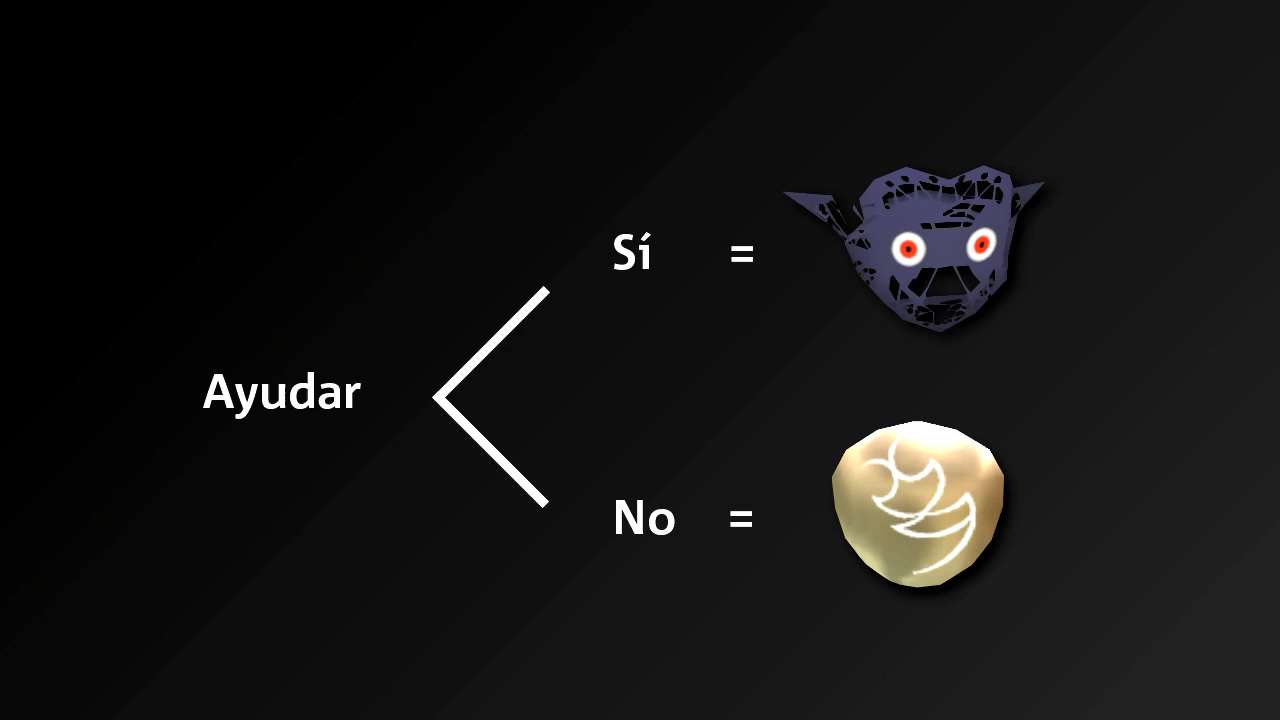 Sí =
Ayudar
No =